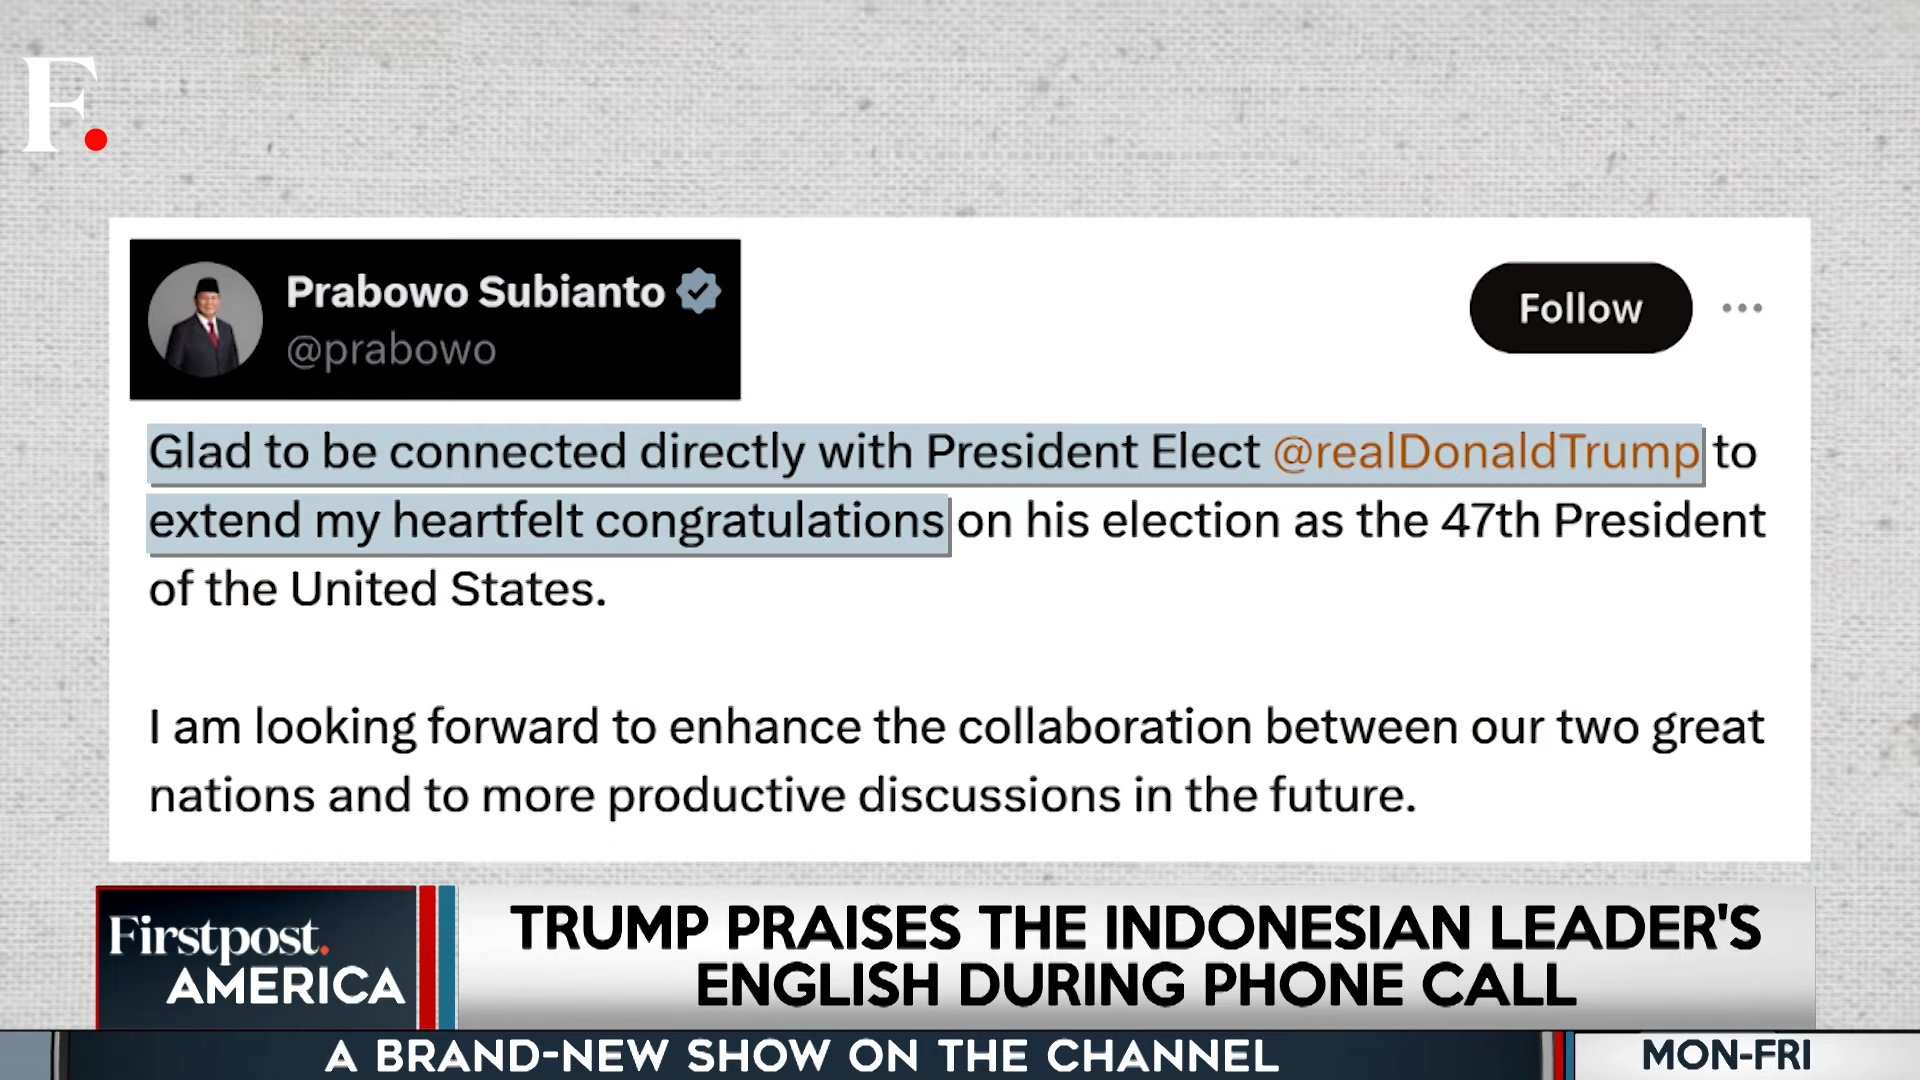 F.
Prabowo Subianto
@prabowo
Follow
Glad to be connected directly with President Elect @realDonaldTrump to
extend my heartfelt congratulations on his election as the 47th President
of the United States.
I am looking forward to enhance the collaboration between our two great
nations and to more productive discussions in the future.
Firstpost.
AMERICA
TRUMP PRAISES THE INDONESIAN LEADER'S
ENGLISH DURING PHONE CALL
A BRAND-NEW SHOW ON THE CHANNEL
MON-FRI